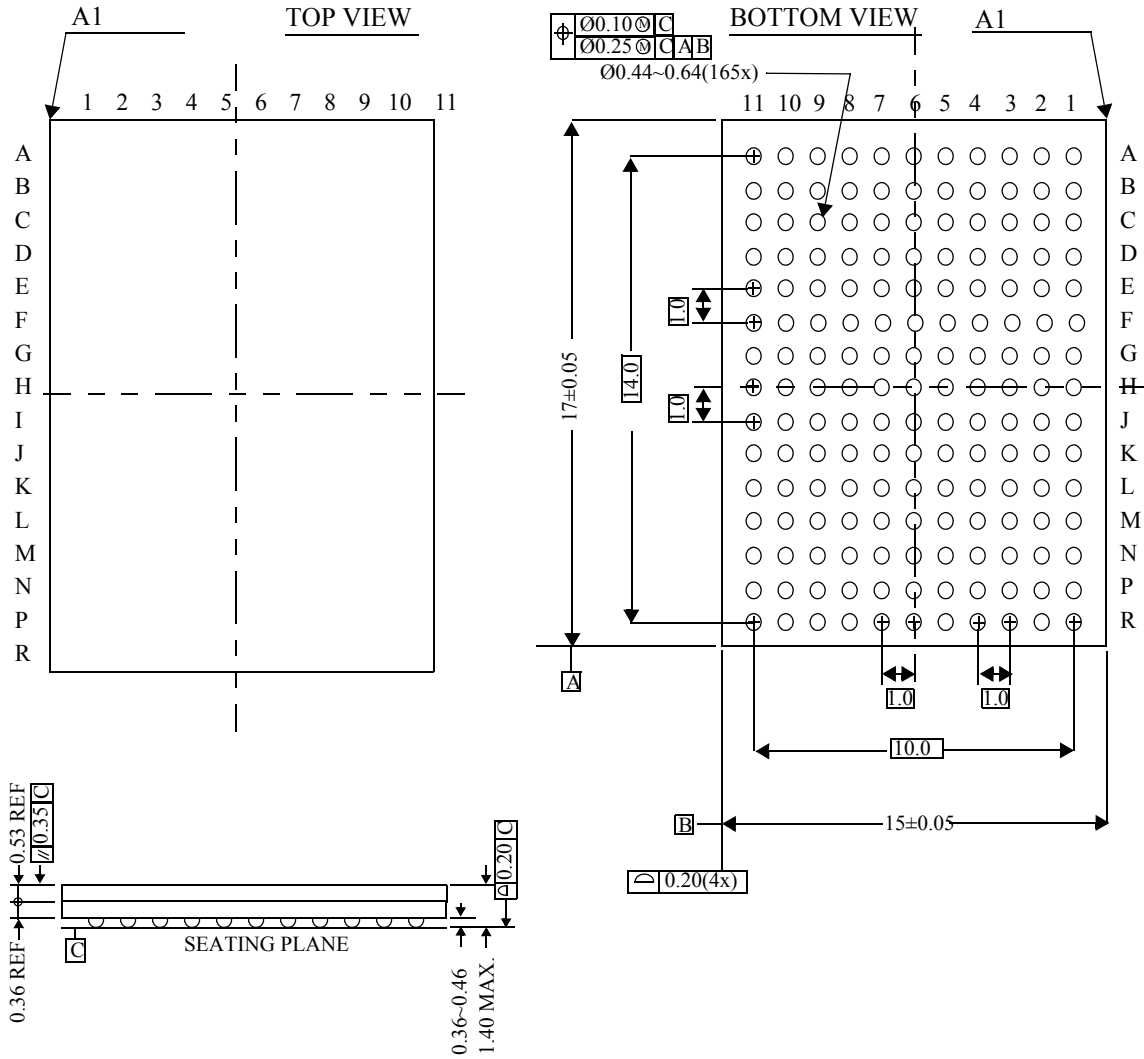 A1
TOP VIEW
1 2 3 4 5 6 7 8 9 10 11
A
B
C
D
E
F
G
H
I
J
K
L
M
N
P
R
⌖ Ø0.10 Ⓜ C
Ø0.25 Ⓜ C A B
BOTTOM VIEW
A1
Ø0.44~0.64(165x)
11 10 9 8 7 6 5 4 3 2 1
A
B
C
D
E
F
G
H
J
K
L
M
N
P
R
1.0
1.0
14.0
17±0.05
A
1.0
1.0
10.0
B
15±0.05
⌓ 0.20(4x)
0.53 REF
// 0.35 C
0.36 REF
C
SEATING PLANE
⌓ 0.20 C
0.36~0.46
1.40 MAX.